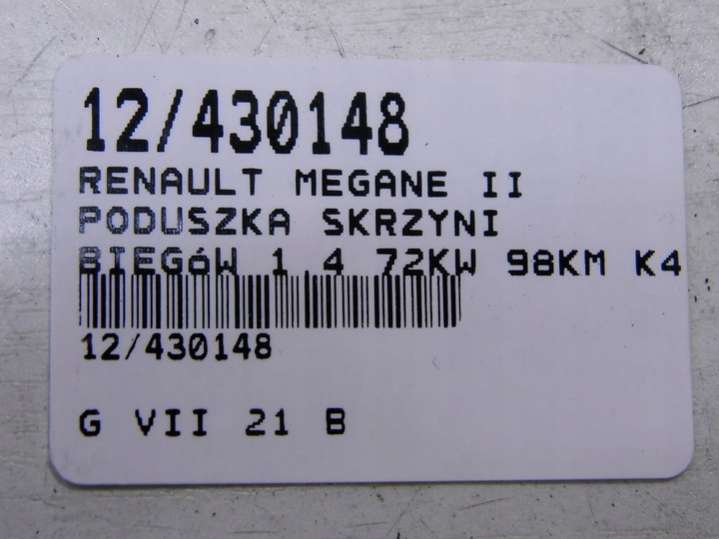 12/430148
RENAULT MEGANE II
PODUSZKA SKRZYNI
BIEGóW 1 4 72KW 98KM K4
12/430148
G VII 21 B